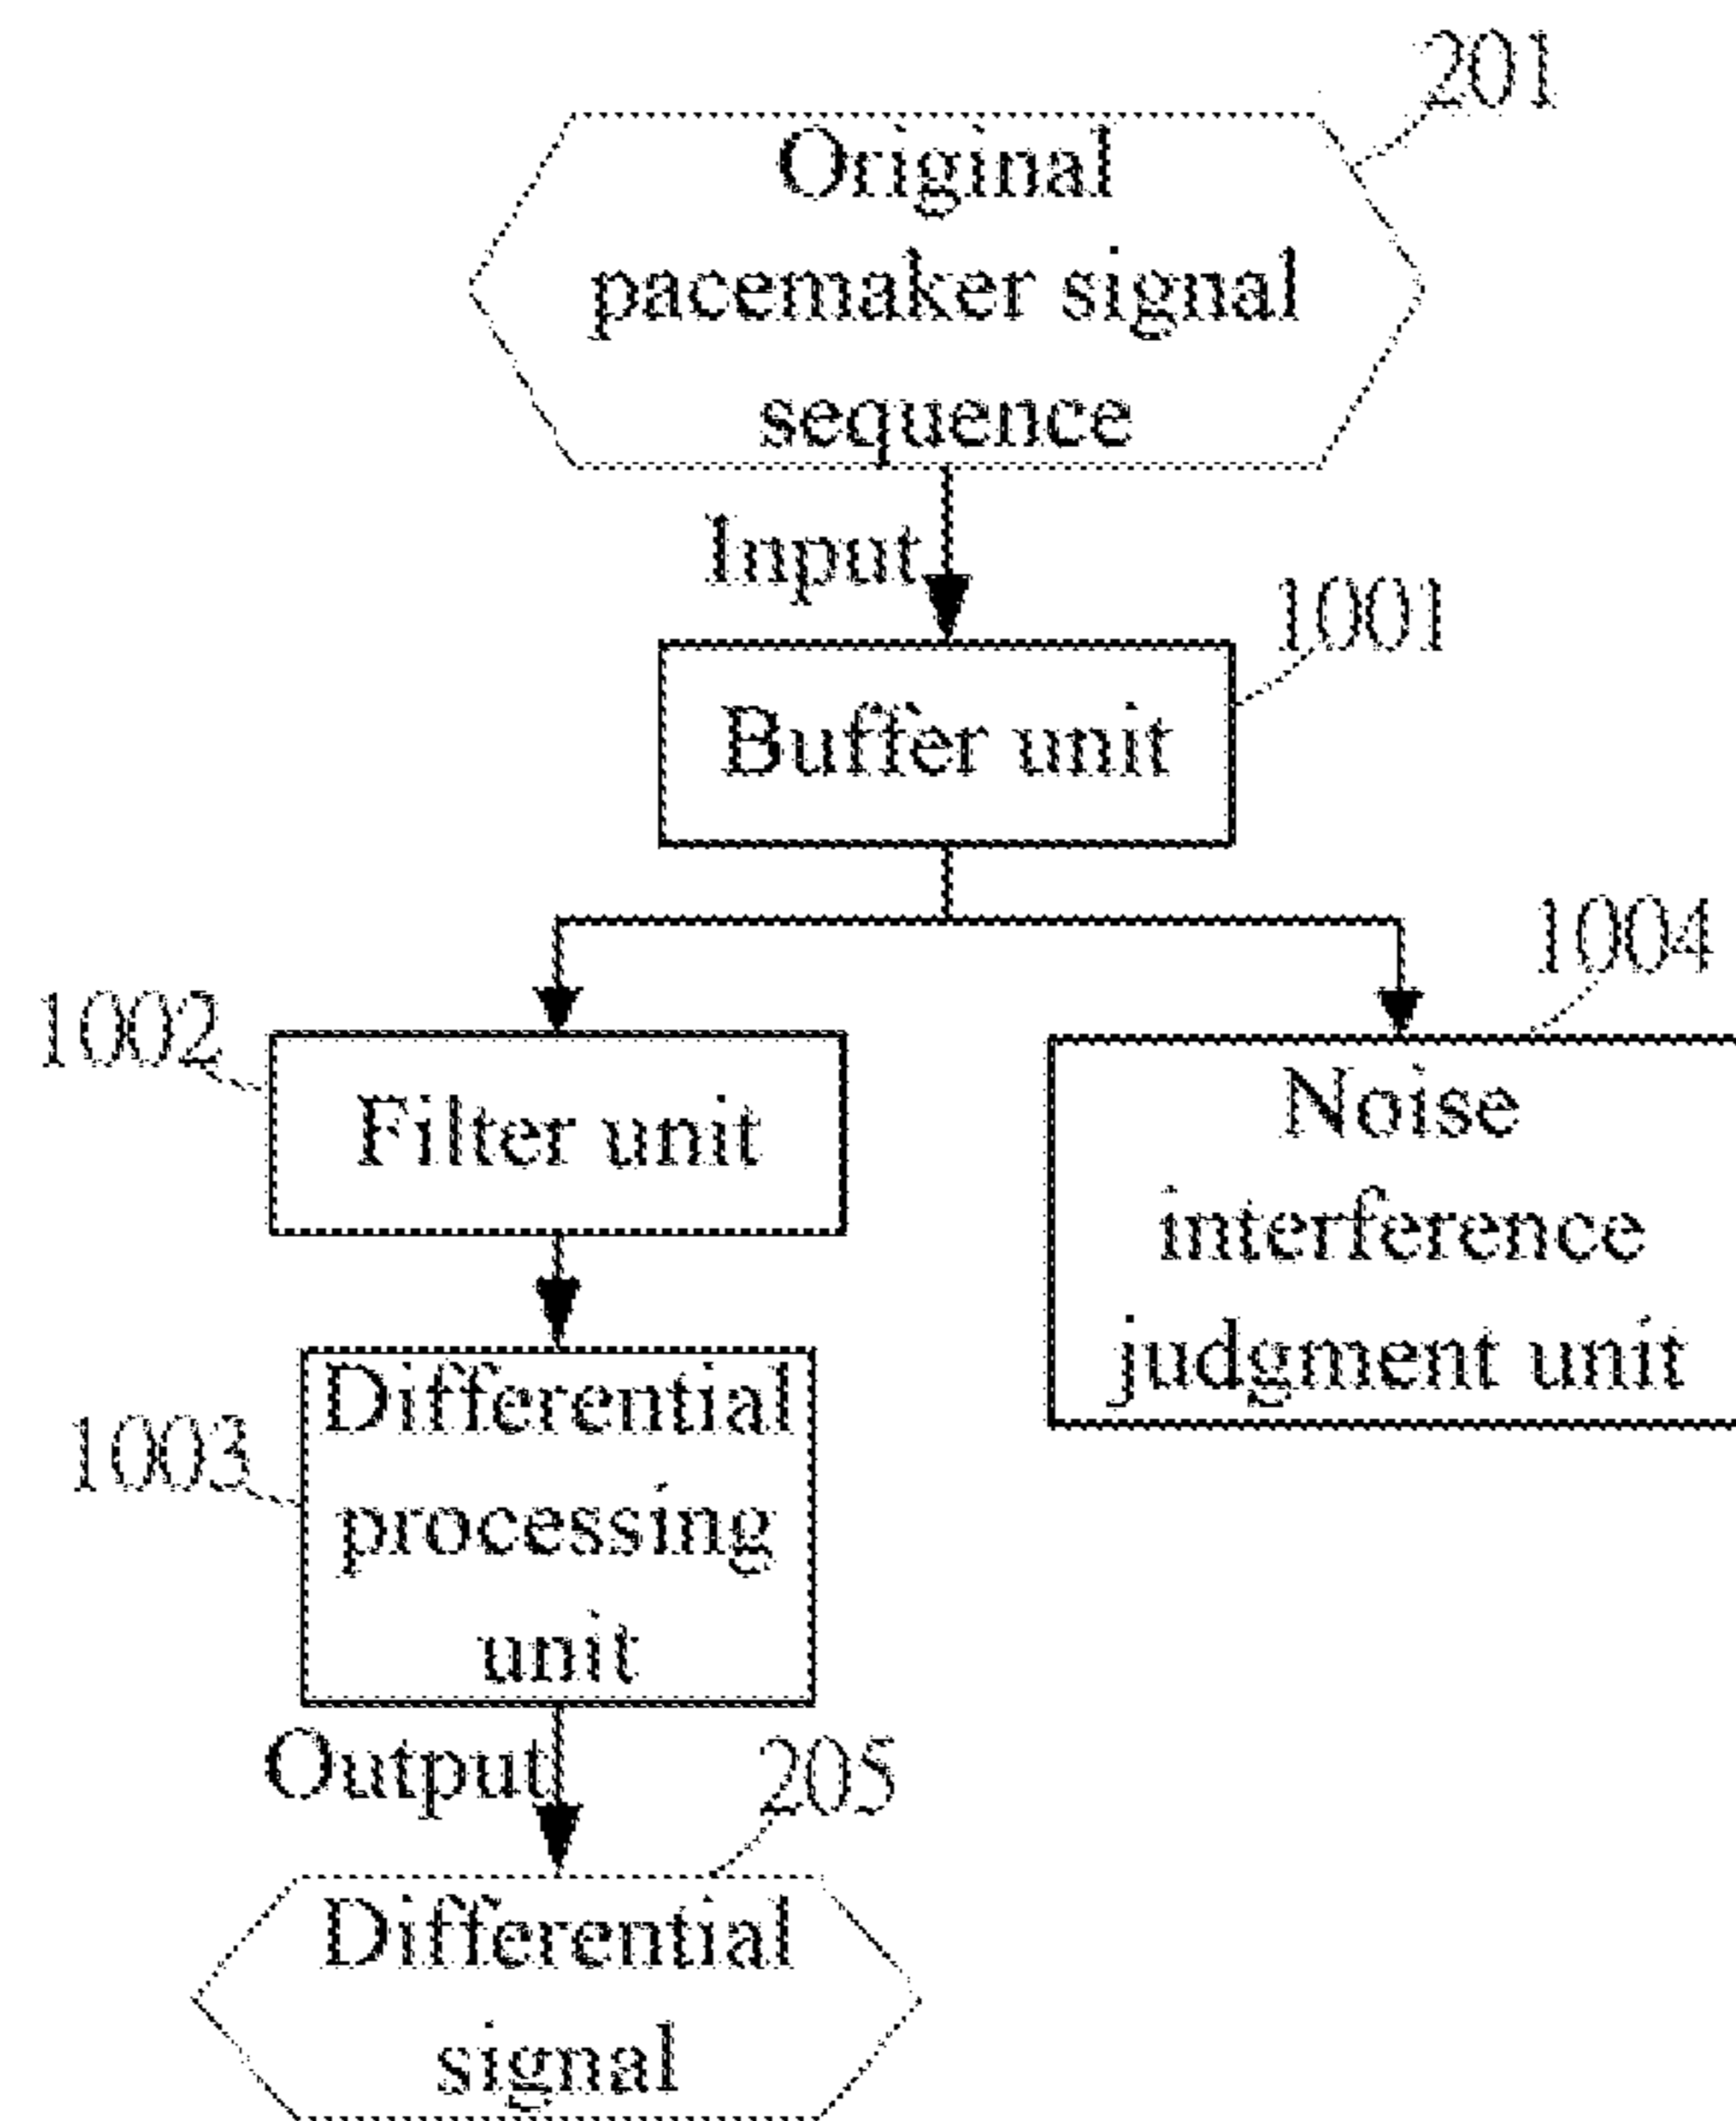 201
Original
pacemaker signal
sequence
Input
1001
Buffer unit
1004
1002
Filter unit
Noise
interference
judgment unit
1003
Differential
processing
unit
Output
205
Differential
signal